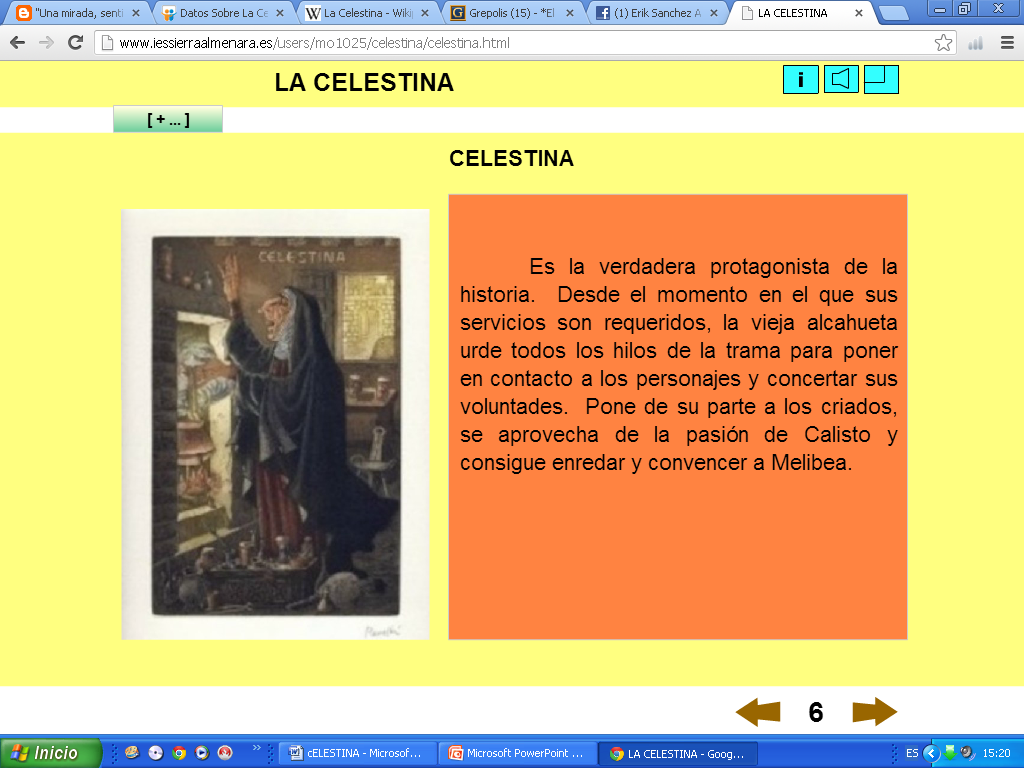 "Una mirada, senti
Datos Sobre La Ce
La Celestina - Wiki
Grepolis (15) - *El
(1) Erik Sanchez A
LA CELESTINA
www.iessierraalmenara.es/users/mo1025/celestina/celestina.html
LA CELESTINA
i
[ + ... ]
CELESTINA
CELESTINA
Es la verdadera protagonista de la
historia. Desde el momento en el que sus
servicios son requeridos, la vieja alcahueta
urde todos los hilos de la trama para poner
en contacto a los personajes y concertar sus
voluntades. Pone de su parte a los criados,
se aprovecha de la pasión de Calisto y
consigue enredar y convencer a Melibea.
6
Inicio
cELESTINA - Microsof...
Microsoft PowerPoint ...
LA CELESTINA - Goog...
ES
15:20